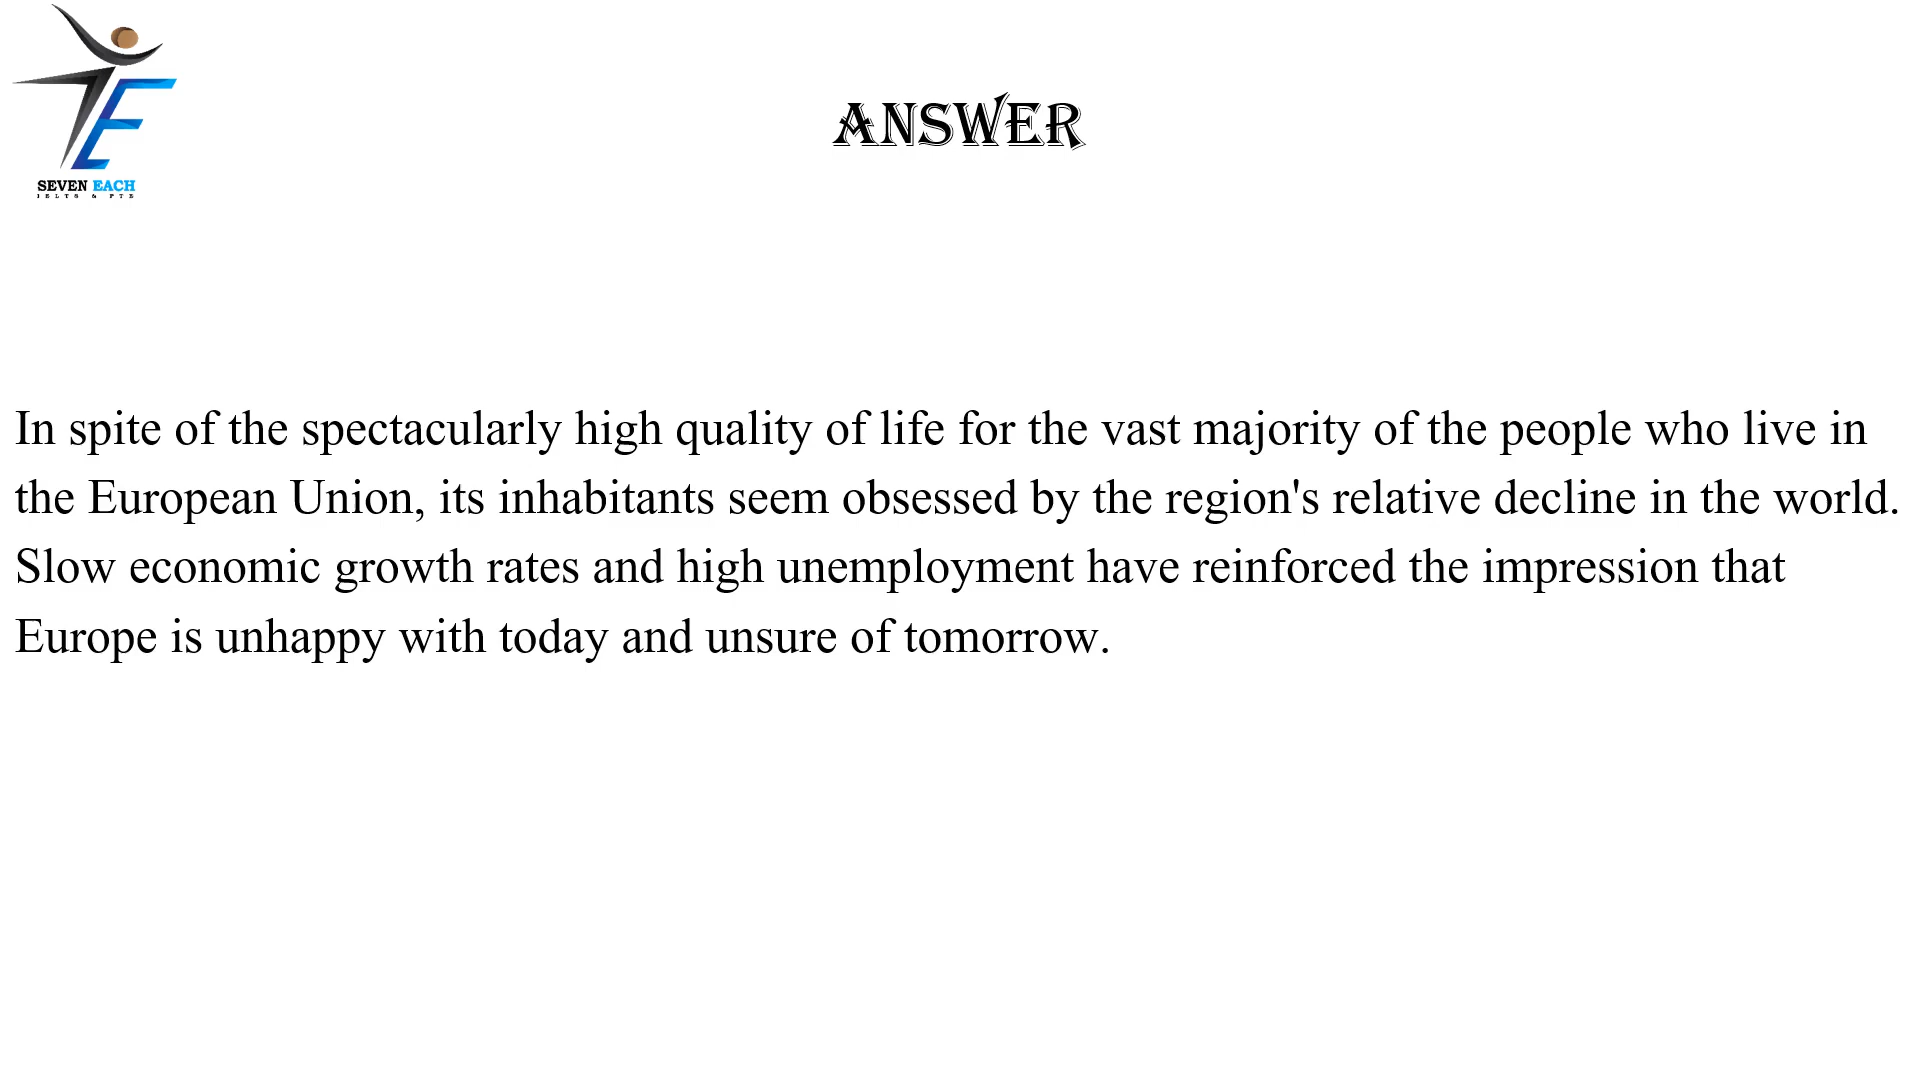 ANSWER
SEVEN EACH
IELTS & PTE
In spite of the spectacularly high quality of life for the vast majority of the people who live in
the European Union, its inhabitants seem obsessed by the region's relative decline in the world.
Slow economic growth rates and high unemployment have reinforced the impression that
Europe is unhappy with today and unsure of tomorrow.